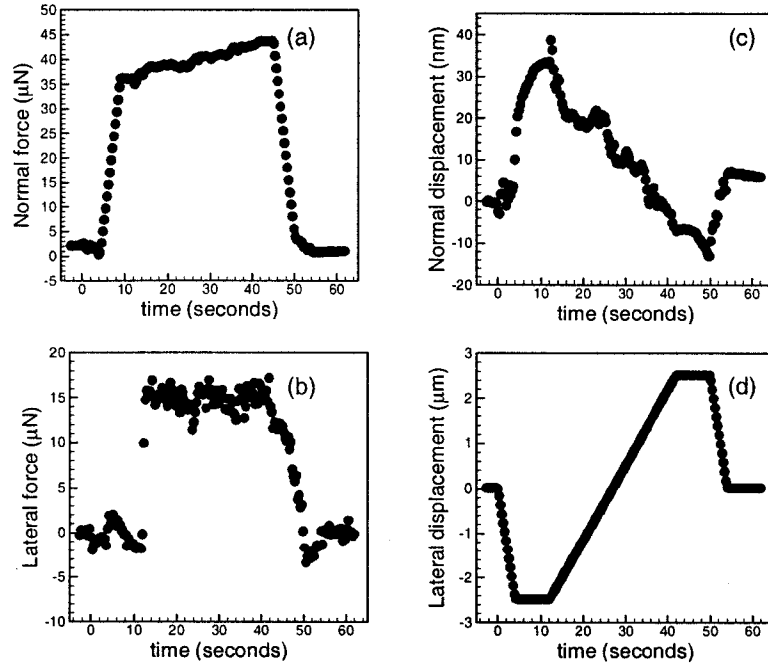 50
45
40
35
30
25
20
15
10
5
0
-5
0 10 20 30 40 50 60
Normal force (μN)
time (seconds)
(a)
40
30
20
10
0
-10
-20
0 10 20 30 40 50 60
Normal displacement (nm)
time (seconds)
(c)
20
15
10
5
0
-5
-10
0 10 20 30 40 50 60
Lateral force (μN)
time (seconds)
(b)
3
2
1
0
-1
-2
-3
0 10 20 30 40 50 60
Lateral displacement (μm)
time (seconds)
(d)